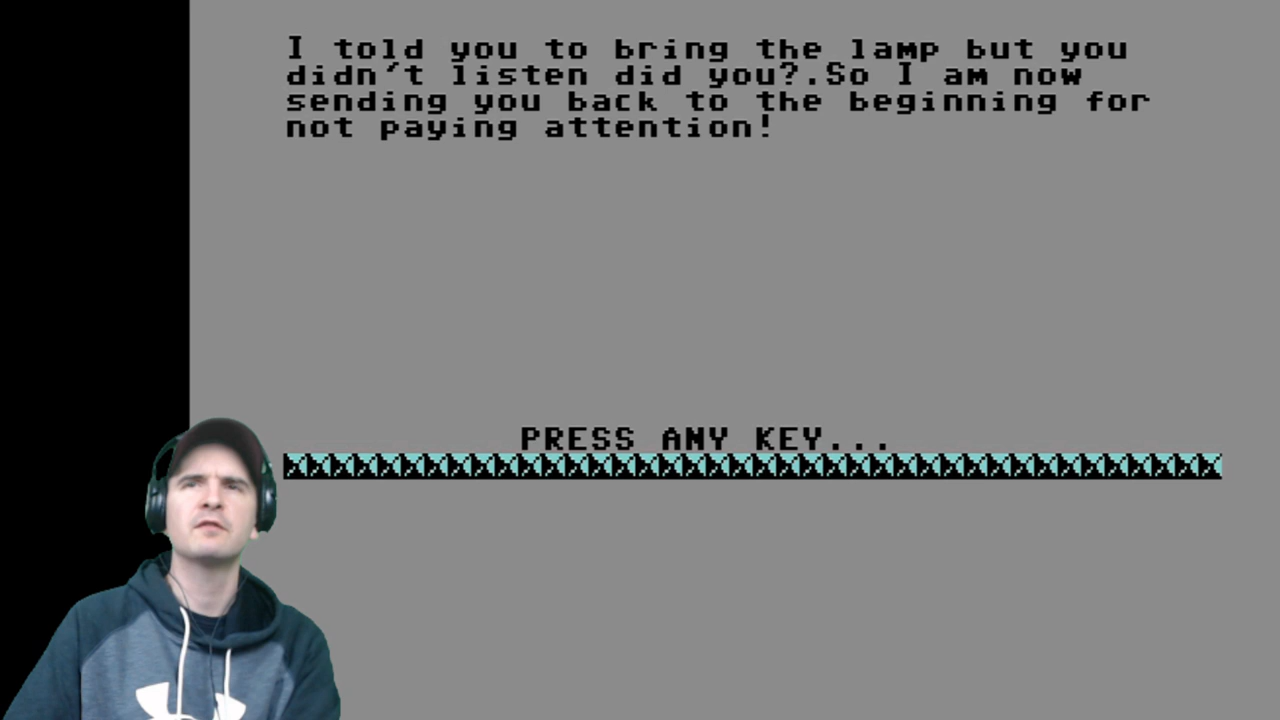 I told you to bring the lamp but you
didn't listen did you?.So I am now
sending you back to the beginning for
not paying attention!
PRESS ANY KEY...